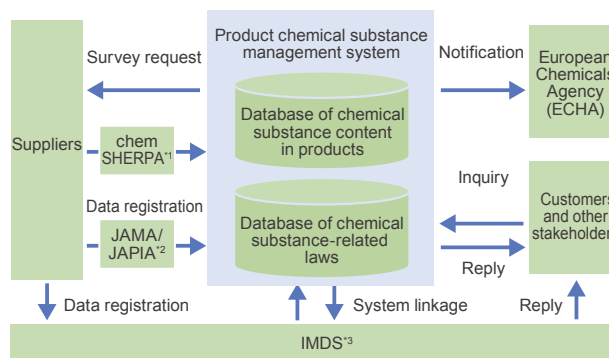 Product chemical substance
management system
Survey request
Notification
European
Chemicals
Agency
(ECHA)
Database of chemical
substance content
in products
Suppliers
chem
SHERPA*1
Inquiry
Data registration
Customers
and other
stakeholder
Database of chemical
substance-related
laws
JAMA/
JAPIA*2
Reply
Data registration
System linkage
Reply
IMDS*3